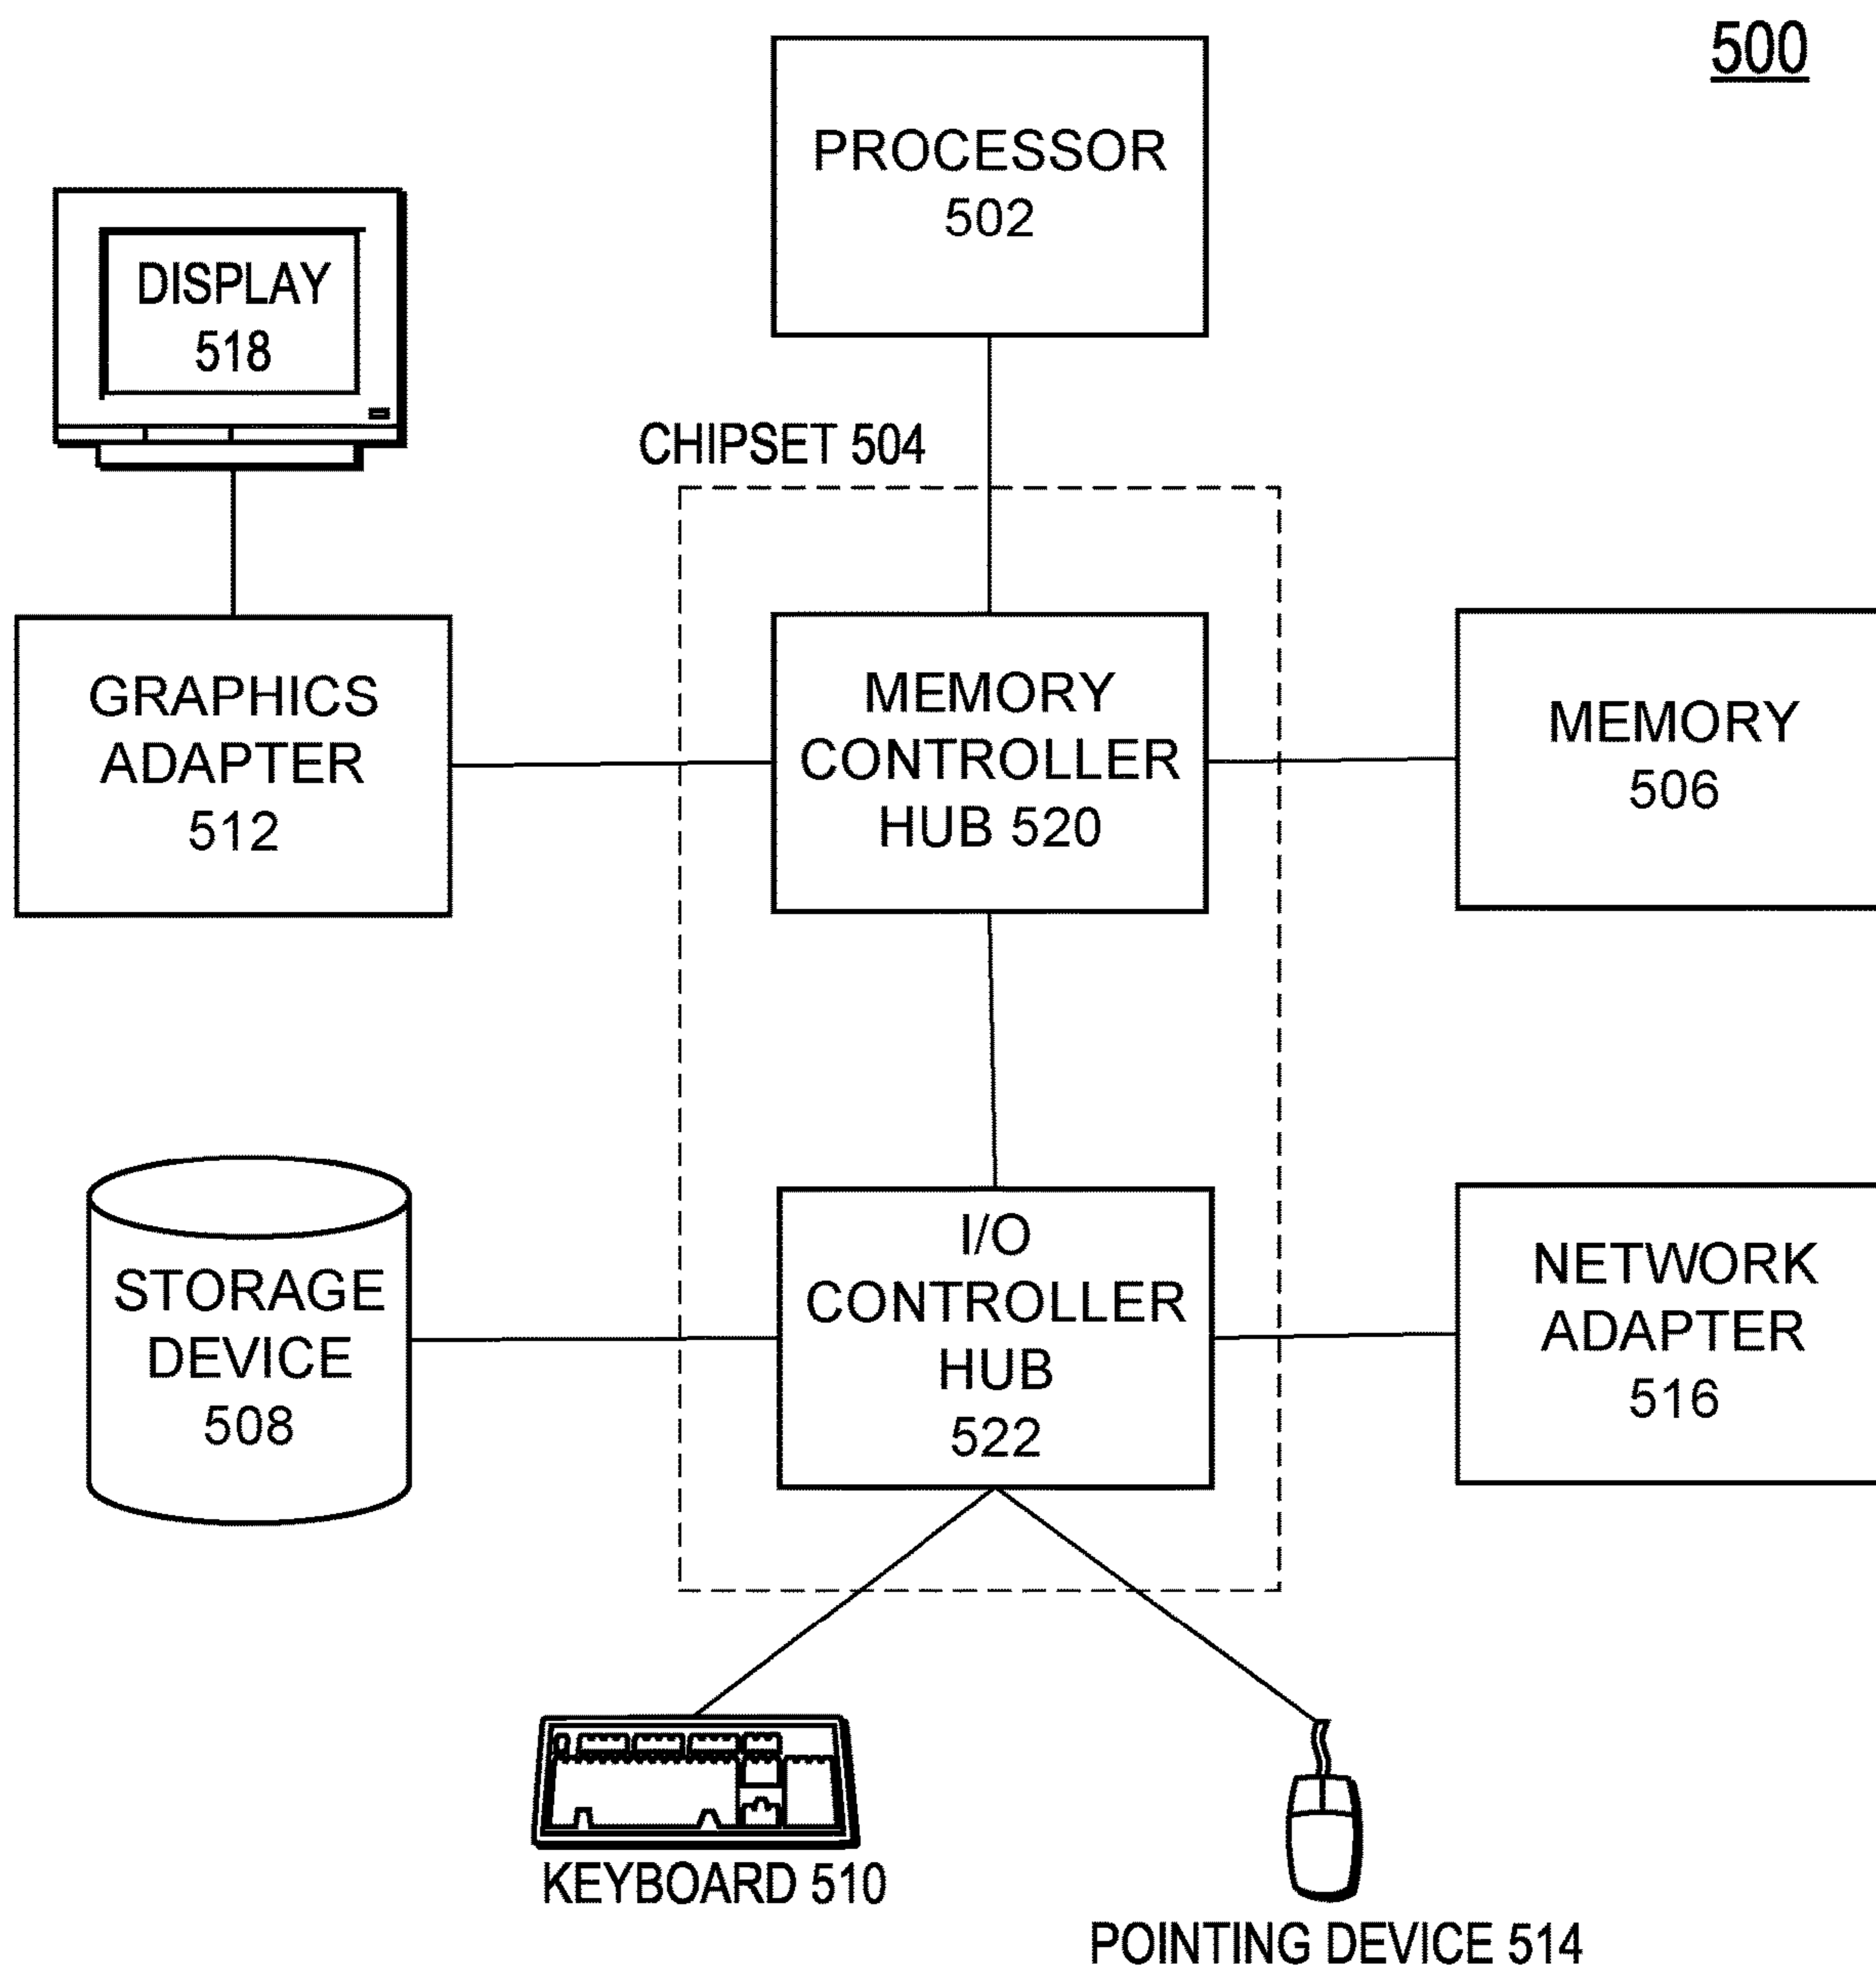 500
PROCESSOR
502
DISPLAY
518
CHIPSET 504
GRAPHICS
ADAPTER
512
MEMORY
CONTROLLER
HUB 520
MEMORY
506
STORAGE
DEVICE
508
I/O
CONTROLLER
HUB
522
NETWORK
ADAPTER
516
KEYBOARD 510
POINTING DEVICE 514